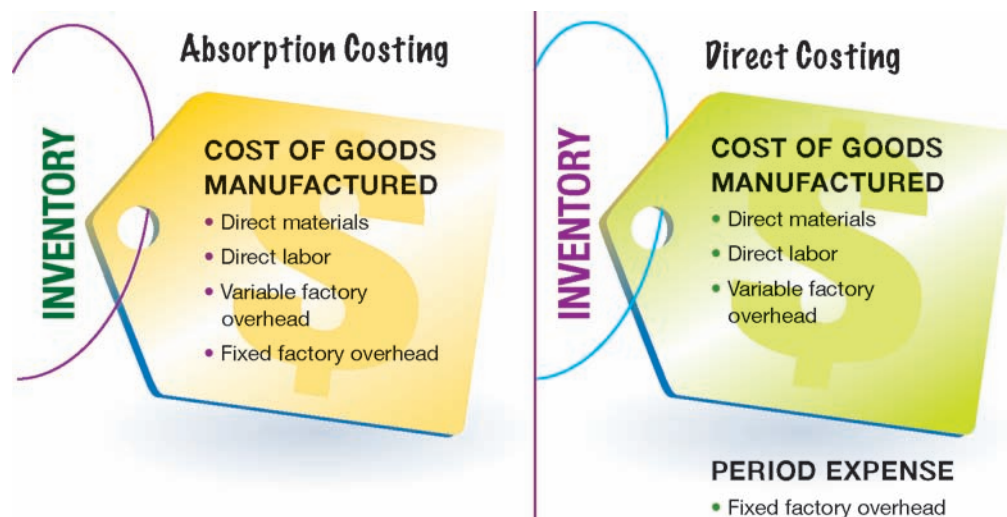 Absorption Costing
INVENTORY
COST OF GOODS
MANUFACTURED
• Direct materials
• Direct labor
• Variable factory
overhead
• Fixed factory overhead
Direct Costing
INVENTORY
COST OF GOODS
MANUFACTURED
• Direct materials
• Direct labor
• Variable factory
overhead
PERIOD EXPENSE
• Fixed factory overhead